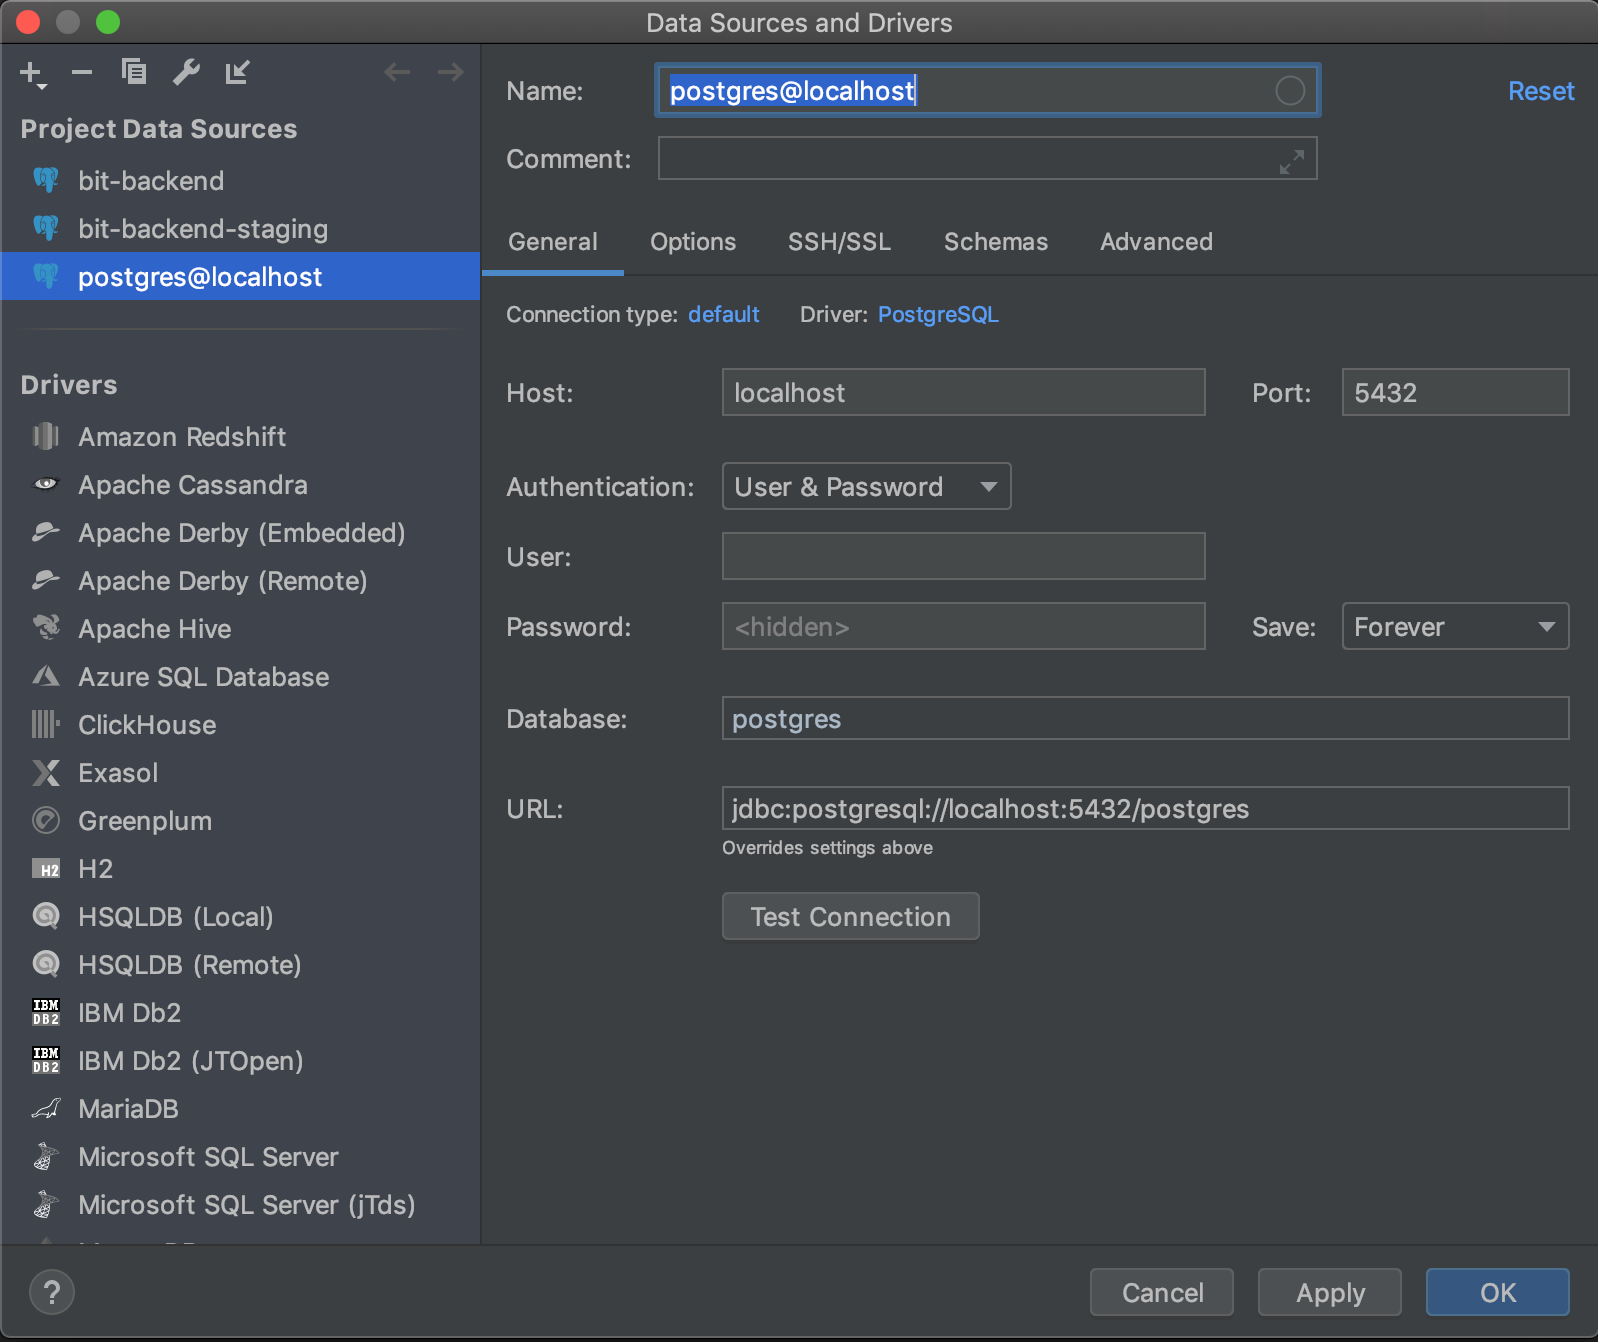 Data Sources and Drivers
Project Data Sources
bit-backend
bit-backend-staging
postgres@localhost
Drivers
Amazon Redshift
Apache Cassandra
Apache Derby (Embedded)
Apache Derby (Remote)
Apache Hive
Azure SQL Database
ClickHouse
Exasol
Greenplum
H2 H2
HSQLDB (Local)
HSQLDB (Remote)
IBM DB2 IBM Db2
IBM DB2 IBM Db2 (JTOpen)
MariaDB
Microsoft SQL Server
Microsoft SQL Server (jTds)
Name: postgres@localhost Reset
Comment:
General Options SSH/SSL Schemas Advanced
Connection type: default Driver: PostgreSQL
Host: localhost Port: 5432
Authentication: User & Password
User:
Password: <hidden> Save: Forever
Database: postgres
URL: jdbc:postgresql://localhost:5432/postgres
Overrides settings above
Test Connection
? Cancel Apply OK